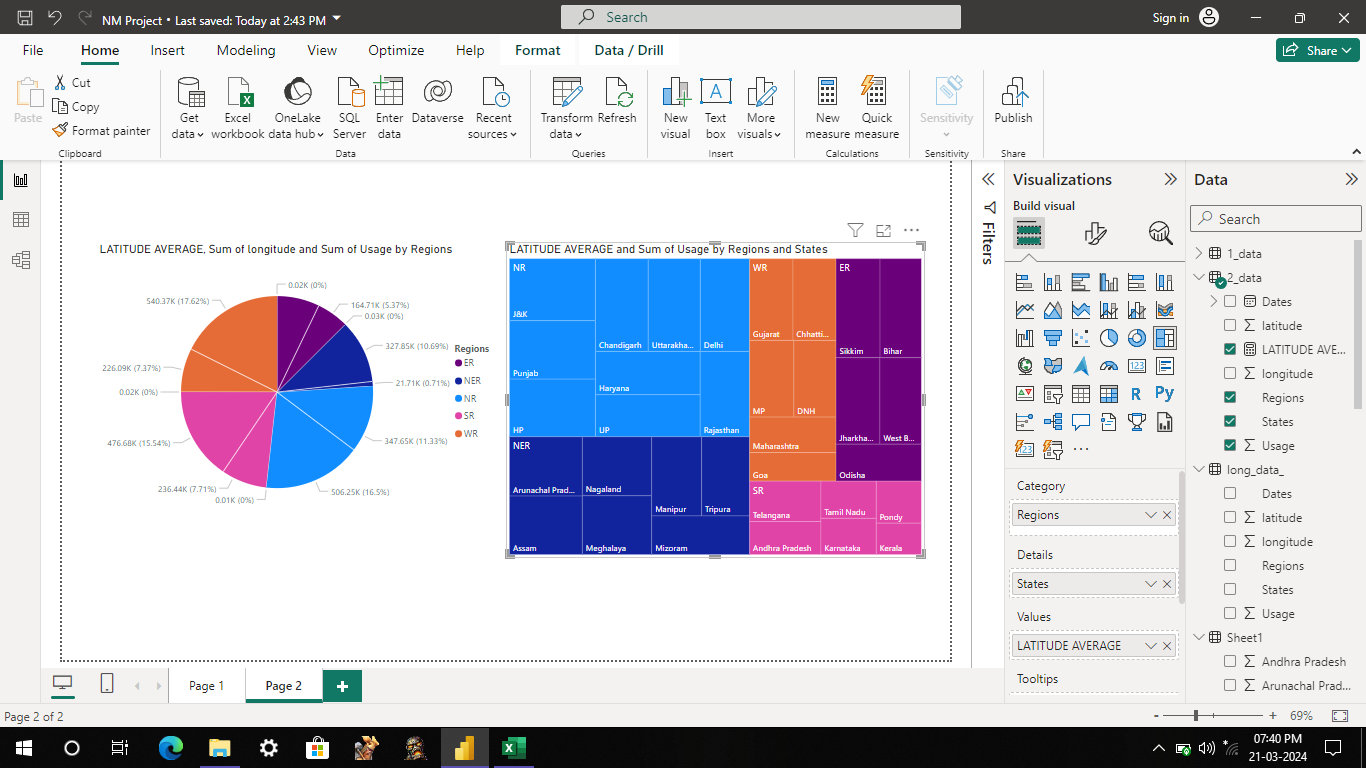 NM Project • Last saved: Today at 2:43 PM
Search
Sign in
File Home Insert Modeling View Optimize Help Format Data / Drill
Share
Paste
Cut
Copy
Format painter
Clipboard
Get data
Excel workbook
OneLake data hub
SQL Server
Enter data
Dataverse
Recent sources
Data
Transform data
Refresh
Queries
New visual
Text box
More visuals
Insert
New measure
Quick measure
Calculations
Sensitivity
Sensitivity
Publish
Share
LATITUDE AVERAGE, Sum of longitude and Sum of Usage by Regions
0.02K (0%)
164.71K (5.37%)
0.03K (0%)
327.85K (10.69%)
21.71K (0.71%)
347.65K (11.33%)
506.25K (16.5%)
0.01K (0%)
236.44K (7.71%)
476.68K (15.54%)
0.02K (0%)
226.09K (7.37%)
540.37K (17.62%)
Regions
ER
NER
NR
SR
WR
LATITUDE AVERAGE and Sum of Usage by Regions and States
NR
J&K
Punjab
HP
Chandigarh
Uttarakha...
Delhi
Haryana
UP
Rajasthan
NER
Arunachal Prad...
Assam
Nagaland
Meghalaya
Manipur
Tripura
Mizoram
WR
Gujarat
Chhatti...
MP
DNH
Maharashtra
Goa
ER
Sikkim
Bihar
Jharkha...
West B...
Odisha
SR
Telangana
Andhra Pradesh
Tamil Nadu
Karnataka
Pondy
Kerala
Filters
Visualizations
Build visual
123
R
Py
123
Category
Regions
Details
States
Values
LATITUDE AVERAGE
Tooltips
Data
Search
1_data
2_data
Dates
latitude
LATITUDE AVE...
longitude
Regions
States
Usage
long_data_
Dates
latitude
longitude
Regions
States
Usage
Sheet1
Andhra Pradesh
Arunachal Prad...
Page 1
Page 2
Page 2 of 2
69%
07:40 PM
21-03-2024